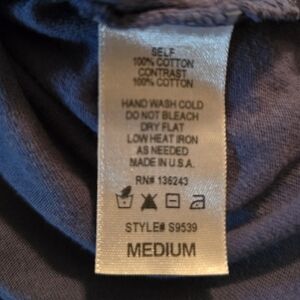 SELF
100% COTTON
CONTRAST
100% COTTON
HAND WASH COLD
DO NOT BLEACH
DRY FLAT
LOW HEAT IRON
AS NEEDED
MADE IN U.S.A.
RN# 136243
STYLE# S9539
MEDIUM